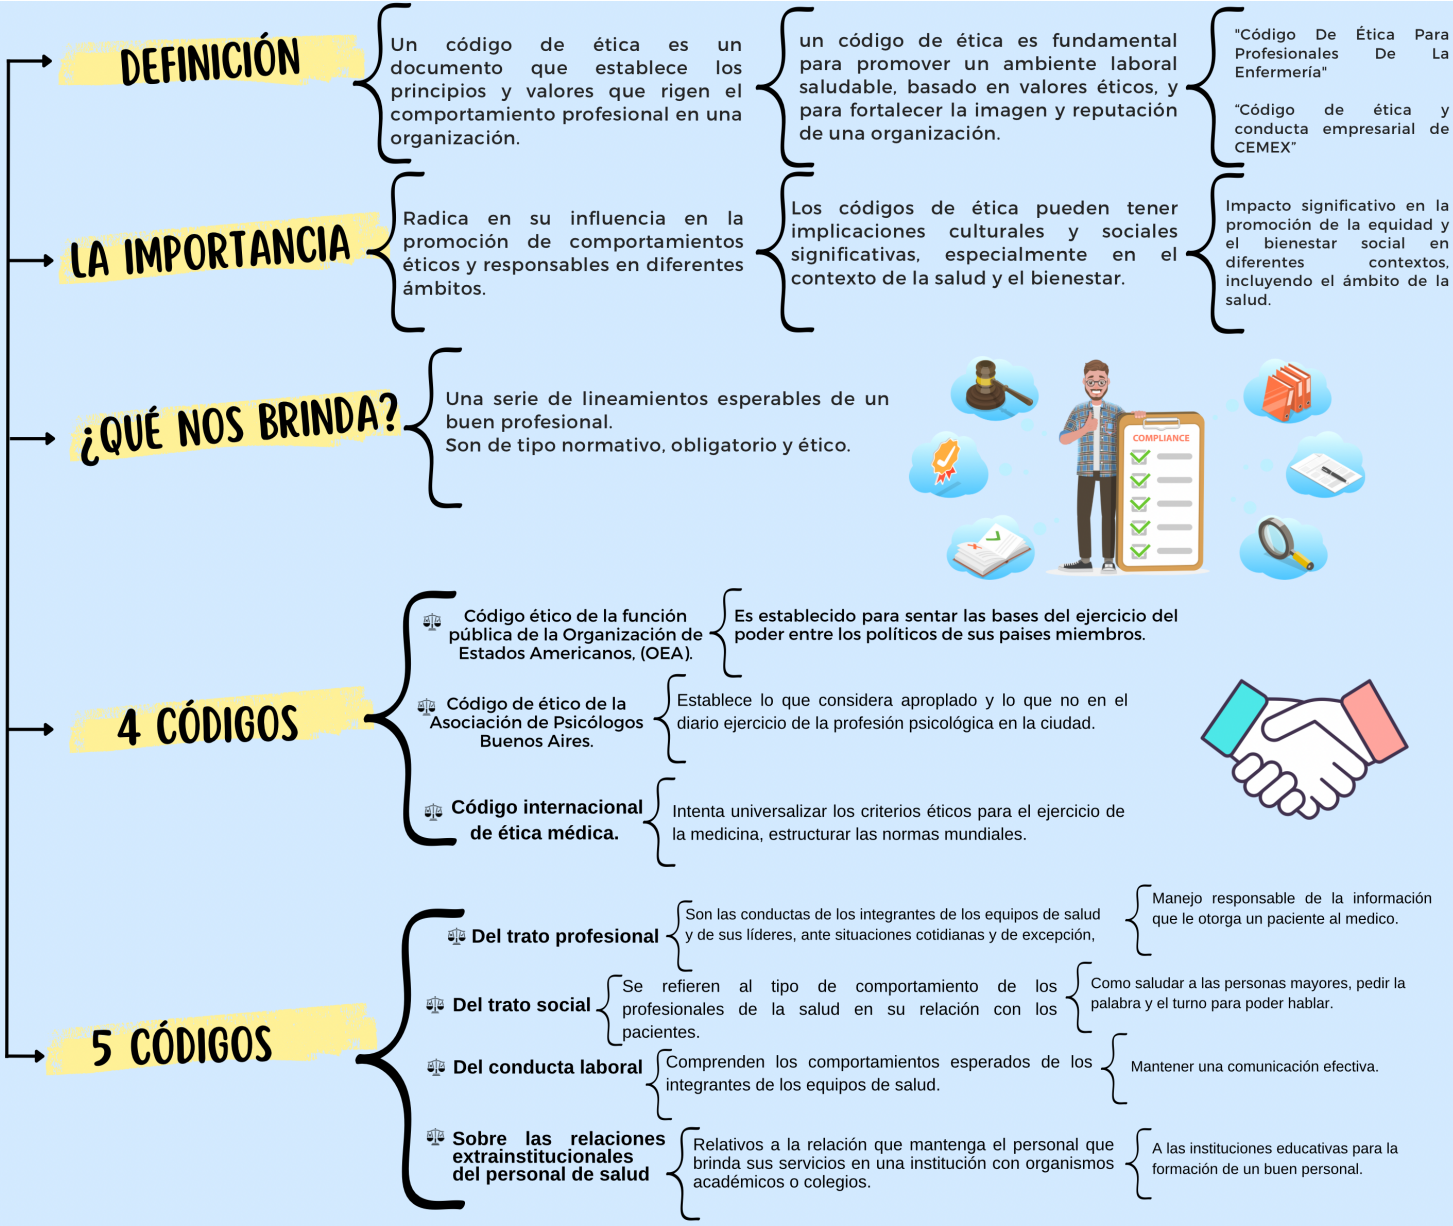 DEFINICIÓN
Un código de ética es un
documento que establece los
principios y valores que rigen el
comportamiento profesional en una
organización.
un código de ética es fundamental
para promover un ambiente laboral
saludable, basado en valores éticos, y
para fortalecer la imagen y reputación
de una organización.
"Código De Ética Para
Profesionales De La
Enfermería"
“Código de ética y
conducta empresarial de
CEMEX”
LA IMPORTANCIA
Radica en su influencia en la
promoción de comportamientos
éticos y responsables en diferentes
ámbitos.
Los códigos de ética pueden tener
implicaciones culturales y sociales
significativas, especialmente en el
contexto de la salud y el bienestar.
Impacto significativo en la
promoción de la equidad y
el bienestar social en
diferentes contextos,
incluyendo el ámbito de la
salud.
¿QUÉ NOS BRINDA?
Una serie de lineamientos esperables de un
buen profesional.
Son de tipo normativo, obligatorio y ético.
COMPLIANCE
4 CÓDIGOS
Código ético de la función
pública de la Organización de
Estados Americanos, (OEA).
Es establecido para sentar las bases del ejercicio del
poder entre los políticos de sus paises miembros.
Código de ético de la
Asociación de Psicólogos
Buenos Aires.
Establece lo que considera aproplado y lo que no en el
diario ejercicio de la profesión psicológica en la ciudad.
Código internacional
de ética médica.
Intenta universalizar los criterios éticos para el ejercicio de
la medicina, estructurar las normas mundiales.
5 CÓDIGOS
Del trato profesional
Son las conductas de los integrantes de los equipos de salud
y de sus líderes, ante situaciones cotidianas y de excepción,
Manejo responsable de la información
que le otorga un paciente al medico.
Del trato social
Se refieren al tipo de comportamiento de los
profesionales de la salud en su relación con los
pacientes.
Como saludar a las personas mayores, pedir la
palabra y el turno para poder hablar.
Del conducta laboral
Comprenden los comportamientos esperados de los
integrantes de los equipos de salud.
Mantener una comunicación efectiva.
Sobre las relaciones
extrainstitucionales
del personal de salud
Relativos a la relación que mantenga el personal que
brinda sus servicios en una institución con organismos
académicos o colegios.
A las instituciones educativas para la
formación de un buen personal.